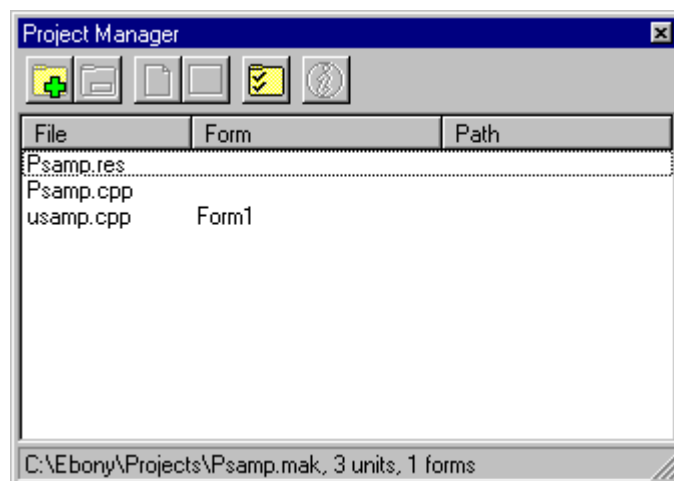 Project Manager
File Form Path
Psamp.res
Psamp.cpp
usamp.cpp Form1
C:\Ebony\Projects\Psamp.mak, 3 units, 1 forms